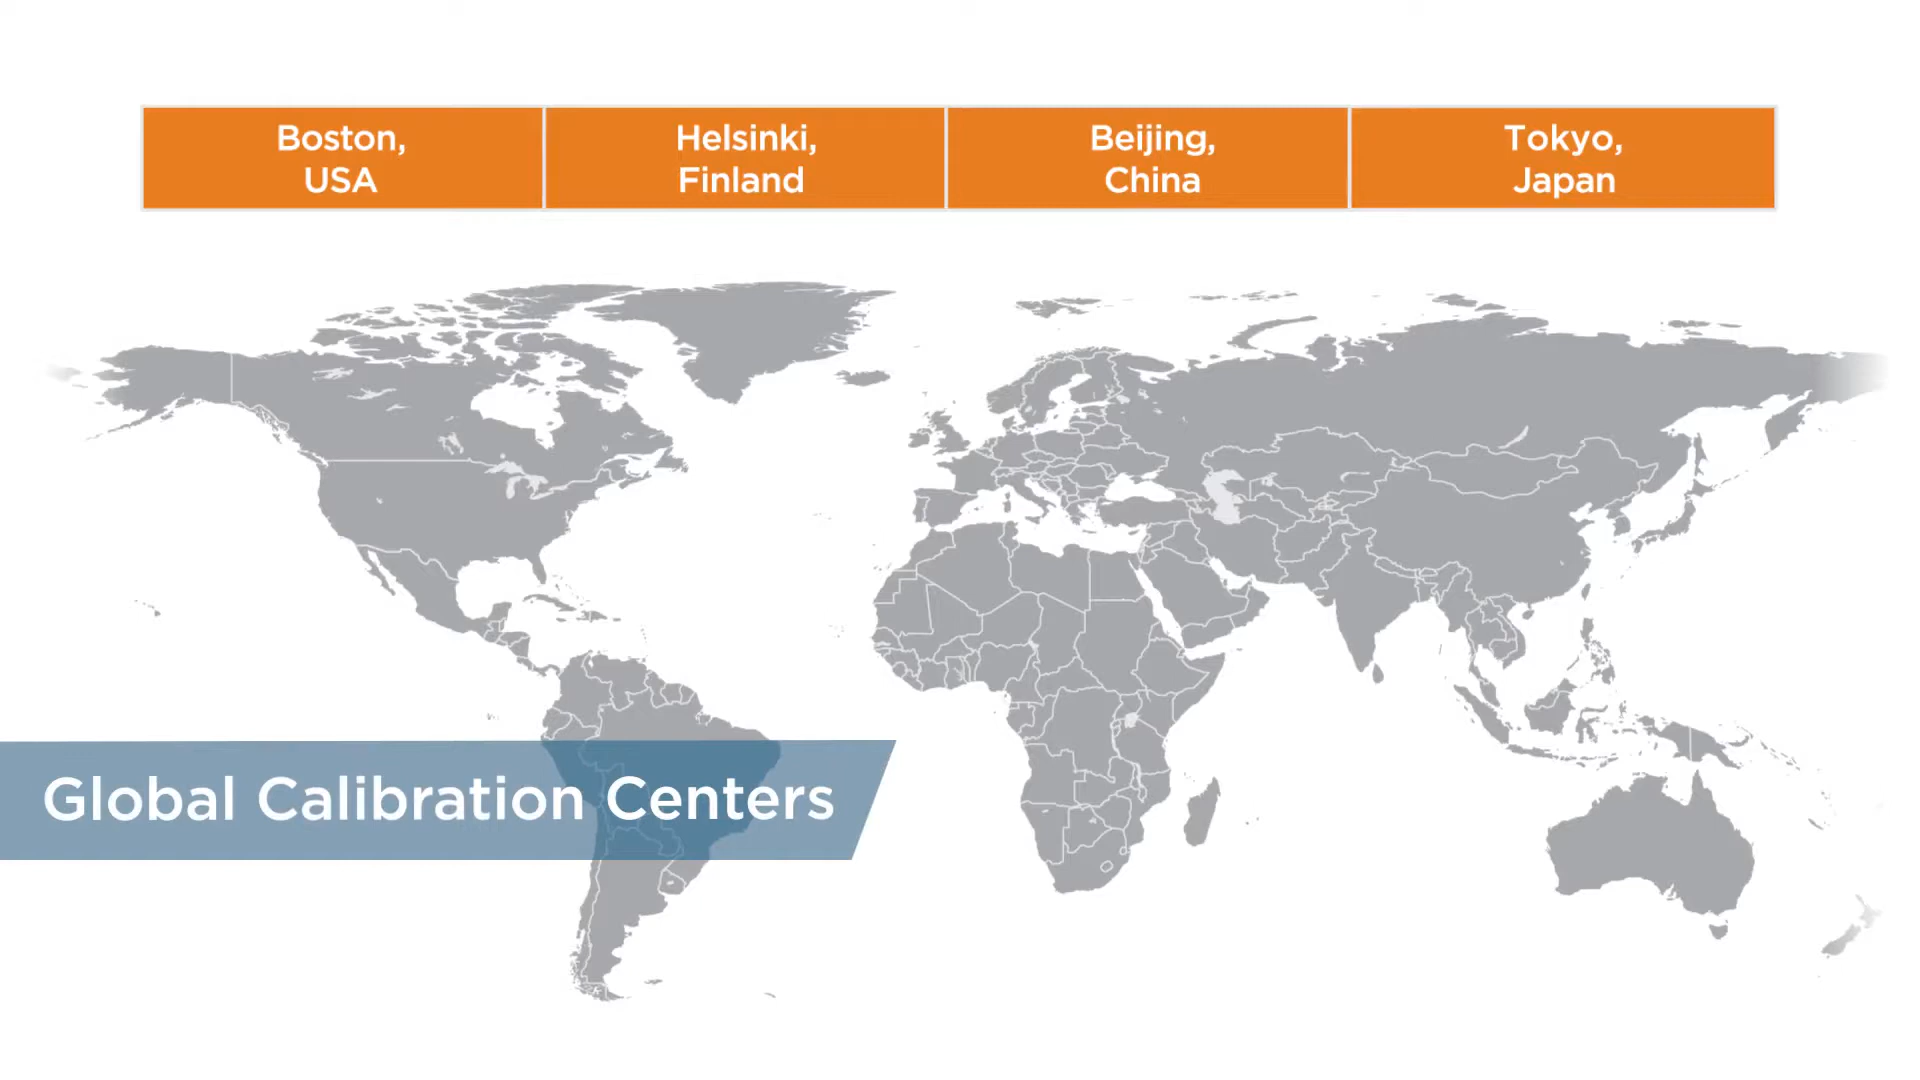 Boston,
USA
Helsinki,
Finland
Beijing,
China
Tokyo,
Japan
Global Calibration Centers